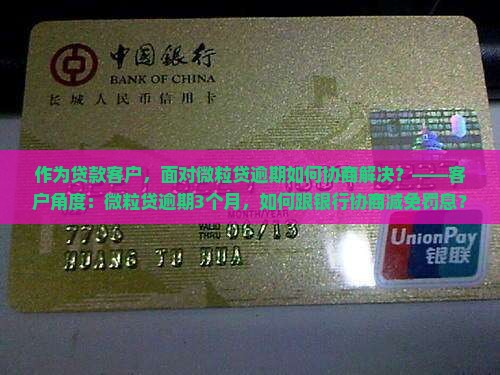 中国银行
BANK OF CHINA
长城人民币信用卡
作为贷款客户，面对微粒贷逾期如何协商解决？——客
户角度：微粒贷逾期3个月，如何跟银行协商减免罚息？
06/13
UnionPay
银联